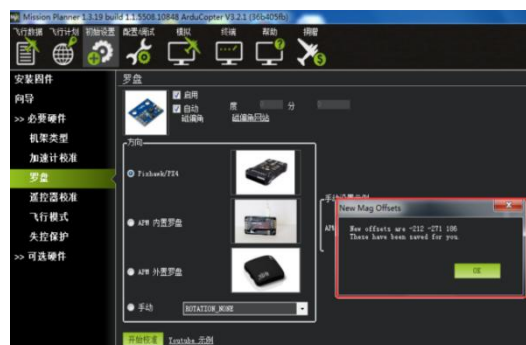 Mission Planner 1.3.19 build 1.1.5508.10848 ArduCopter V3.2.1 (36b405fb)
飞行数据 飞行计划 初始设置 配置/调试 模拟 终端 帮助 捐赠
安装固件
向导
>> 必要硬件
机架类型
加速计校准
罗盘
遥控器校准
飞行模式
失控保护
>> 可选硬件
罗盘
启用
自动
磁偏角
度 分
磁偏角网站
方向
Pixhawk/PX4
APM 内置罗盘
APM 外置罗盘
手动 ROTATION_NONE
开始校准 Youtube 示例
APM
New Mag Offsets
New offsets are -212 -271 186
These have been saved for you.
OK